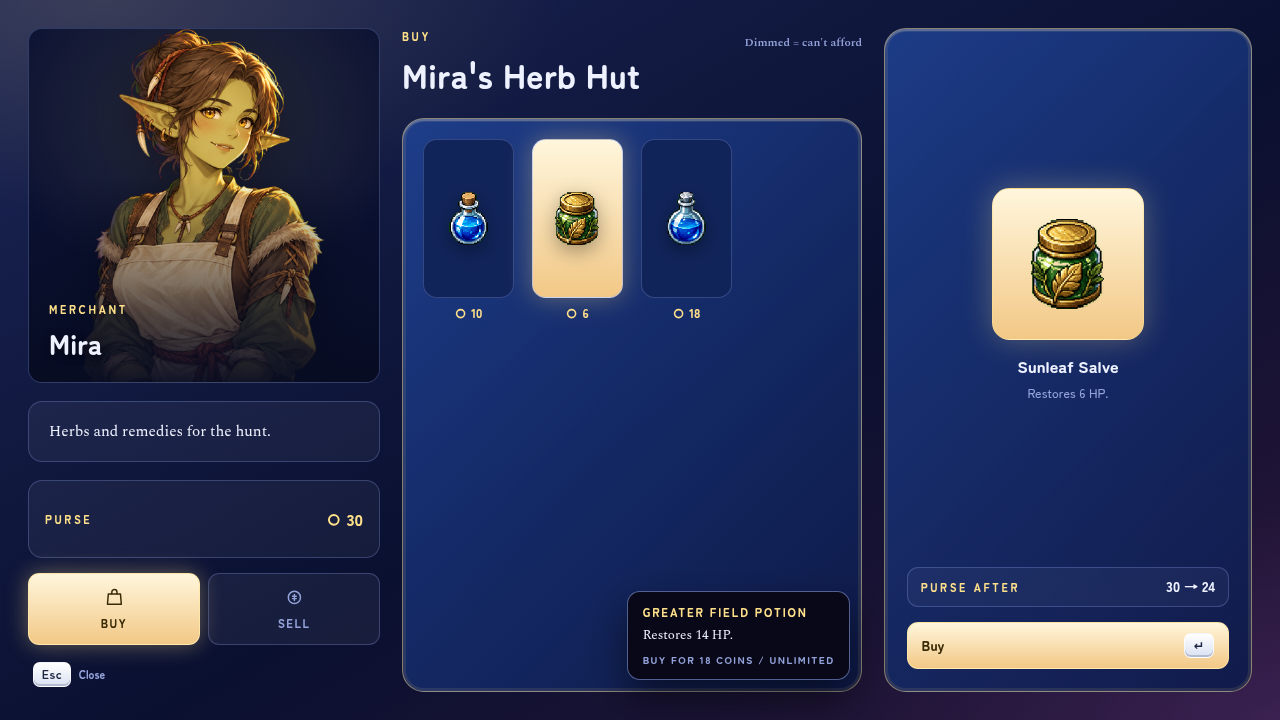 MERCHANT
Mira
Herbs and remedies for the hunt.
PURSE
30
BUY
SELL
Esc Close
BUY
Mira's Herb Hut
Dimmed = can't afford
10
6
18
GREATER FIELD POTION
Restores 14 HP.
BUY FOR 18 COINS / UNLIMITED
Sunleaf Salve
Restores 6 HP.
PURSE AFTER
30 → 24
Buy ↵